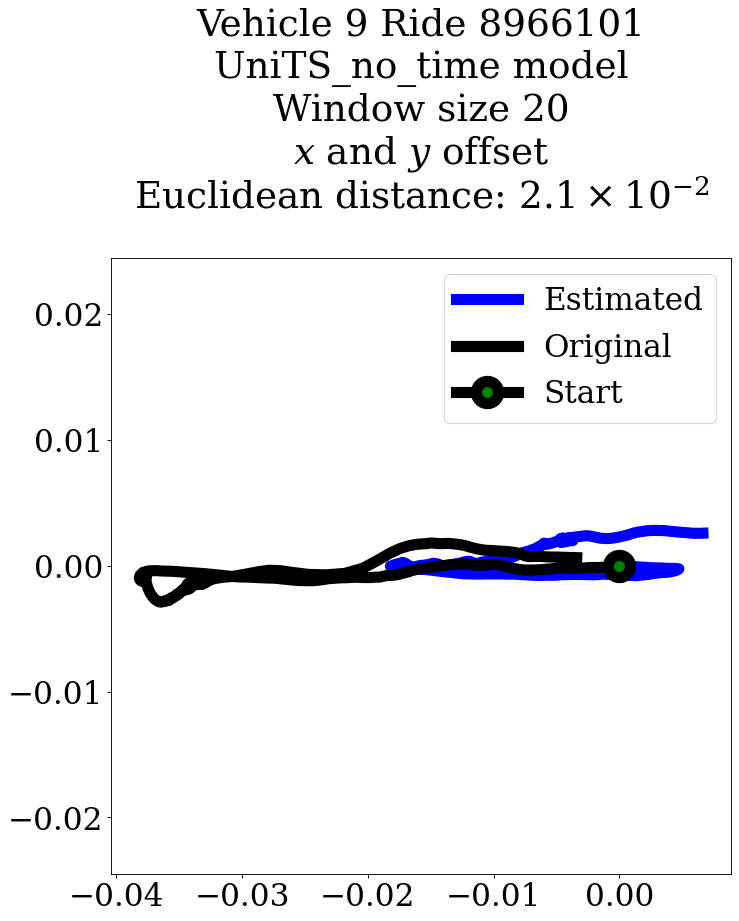 Vehicle 9 Ride 8966101
UniTS_no_time model
Window size 20
x and y offset
Euclidean distance: 2.1 × 10⁻²
Estimated
Original
Start
0.02
0.01
0.00
−0.01
−0.02
−0.04 −0.03 −0.02 −0.01 0.00